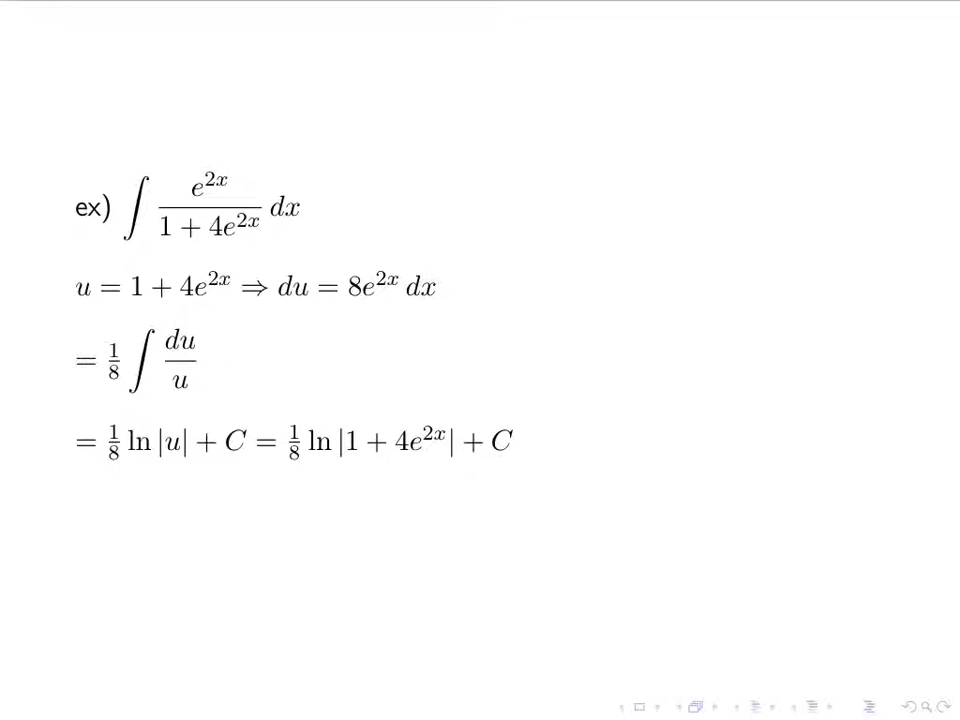 ex) ∫ e^{2x} / (1 + 4e^{2x}) dx
u = 1 + 4e^{2x} ⇒ du = 8e^{2x} dx
= 1/8 ∫ du/u
= 1/8 ln |u| + C = 1/8 ln |1 + 4e^{2x}| + C